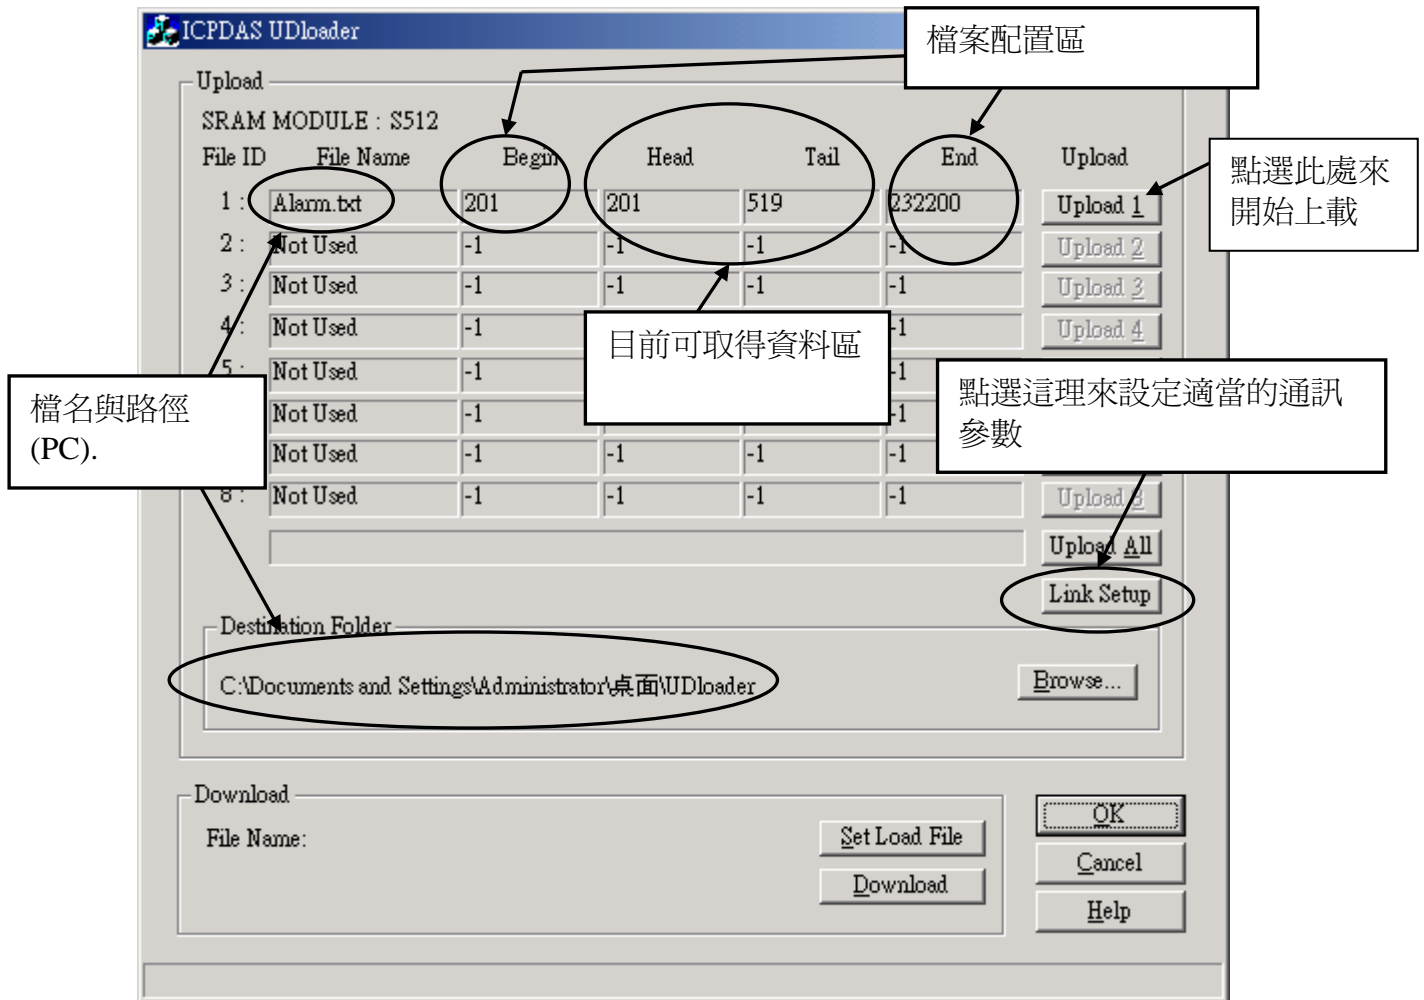 ICPDAS UDloader
檔案配置區
Upload
SRAM MODULE : S512
File ID File Name Begin Head Tail End Upload
點選此處來
開始上載
1 : Alarm.txt 201 201 519 232200 Upload 1
2 : Not Used -1 -1 -1 -1 Upload 2
3 : Not Used -1 -1 -1 -1 Upload 3
4 : Not Used -1 -1 Upload 4
目前可取得資料區
5 : Not Used -1 -1
點選這理來設定適當的通訊
參數
檔名與路徑
(PC).
Not Used -1 -1
Not Used -1 -1 -1 -1
8 : Not Used -1 -1 -1 -1 Upload 8
Upload All
Link Setup
Destination Folder
C:\Documents and Settings\Administrator\桌面\UDloader
Browse...
Download
File Name:
Set Load File
Download
OK
Cancel
Help